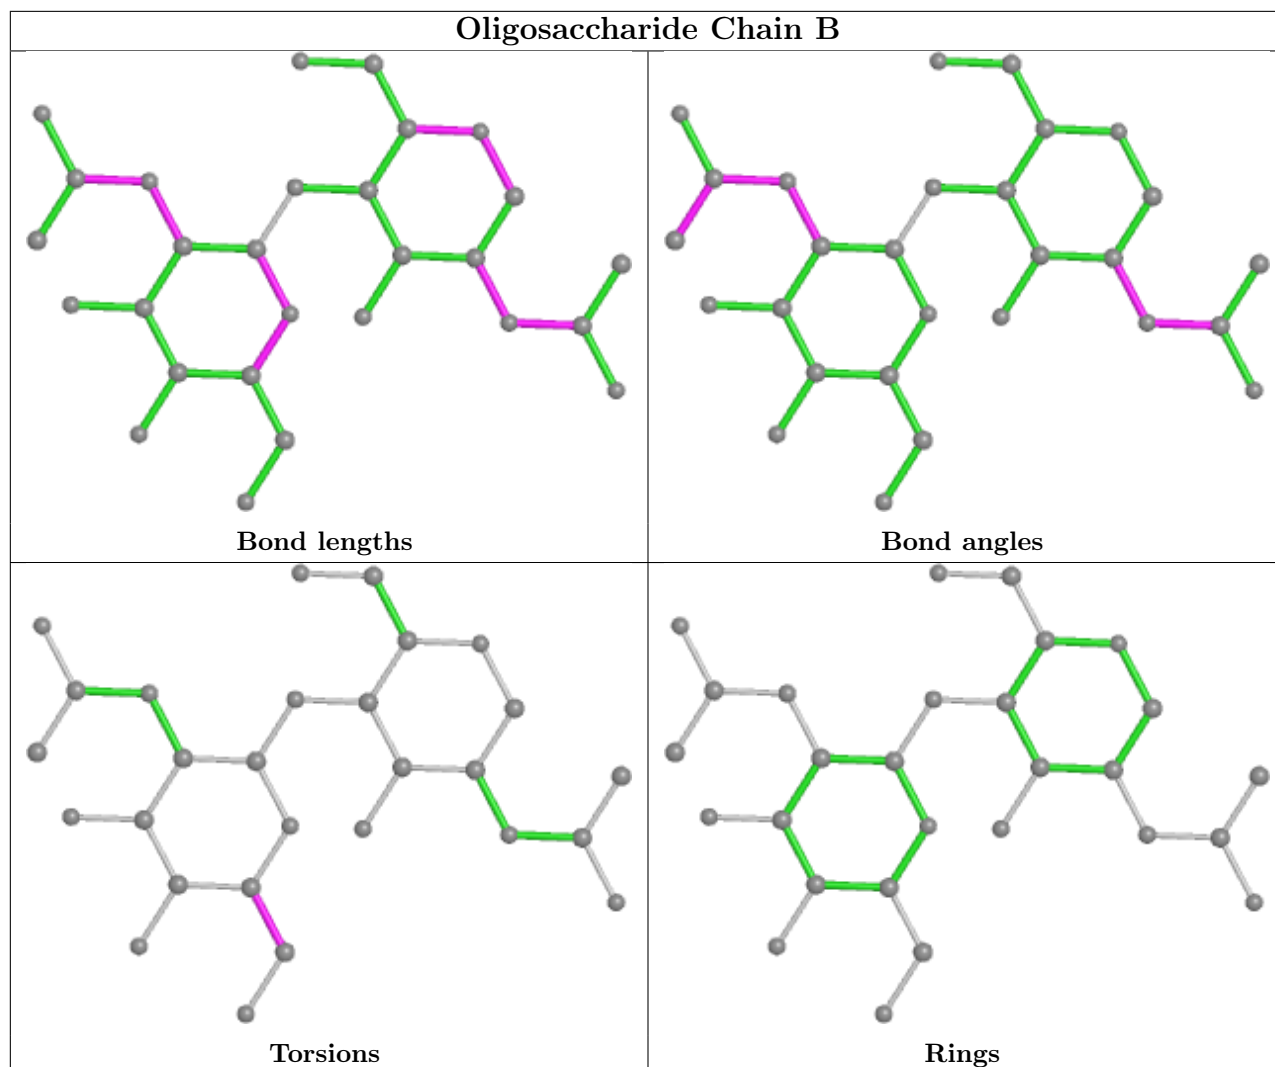 Oligosaccharide Chain B
Bond lengths
Bond angles
Torsions
Rings